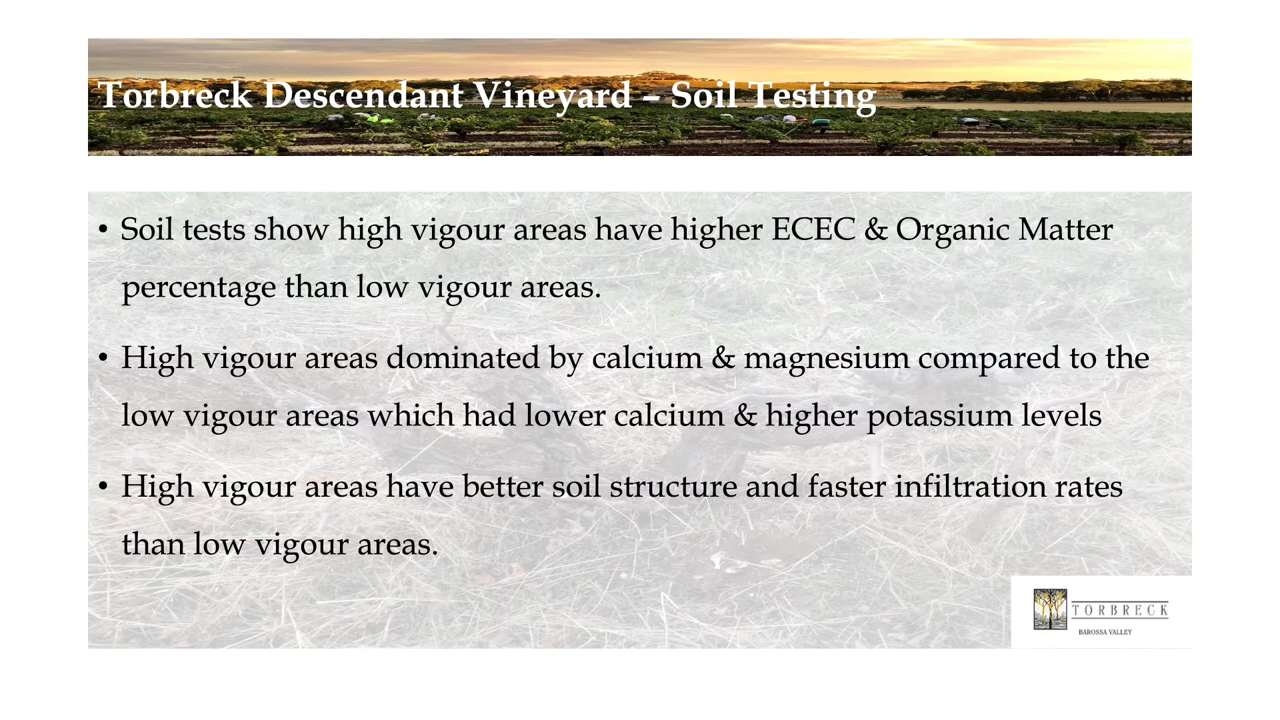 Torbreck Descendant Vineyard – Soil Testing
• Soil tests show high vigour areas have higher ECEC & Organic Matter
percentage than low vigour areas.
• High vigour areas dominated by calcium & magnesium compared to the
low vigour areas which had lower calcium & higher potassium levels
• High vigour areas have better soil structure and faster infiltration rates
than low vigour areas.
TORBRECK
BAROSSA VALLEY